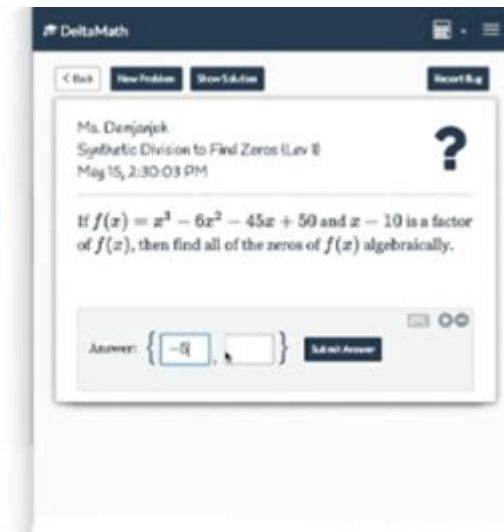 DeltaMath
< Back New Problem Show Solution Report Bug
Ms. Demjanjuk
Synthetic Division to Find Zeros (Lev 1)
May 15, 2:30:03 PM
?
If f(x) = x³ − 6x² − 45x + 50 and x − 10 is a factor
of f(x), then find all of the zeros of f(x) algebraically.
Answer: { −5 , } Submit Answer